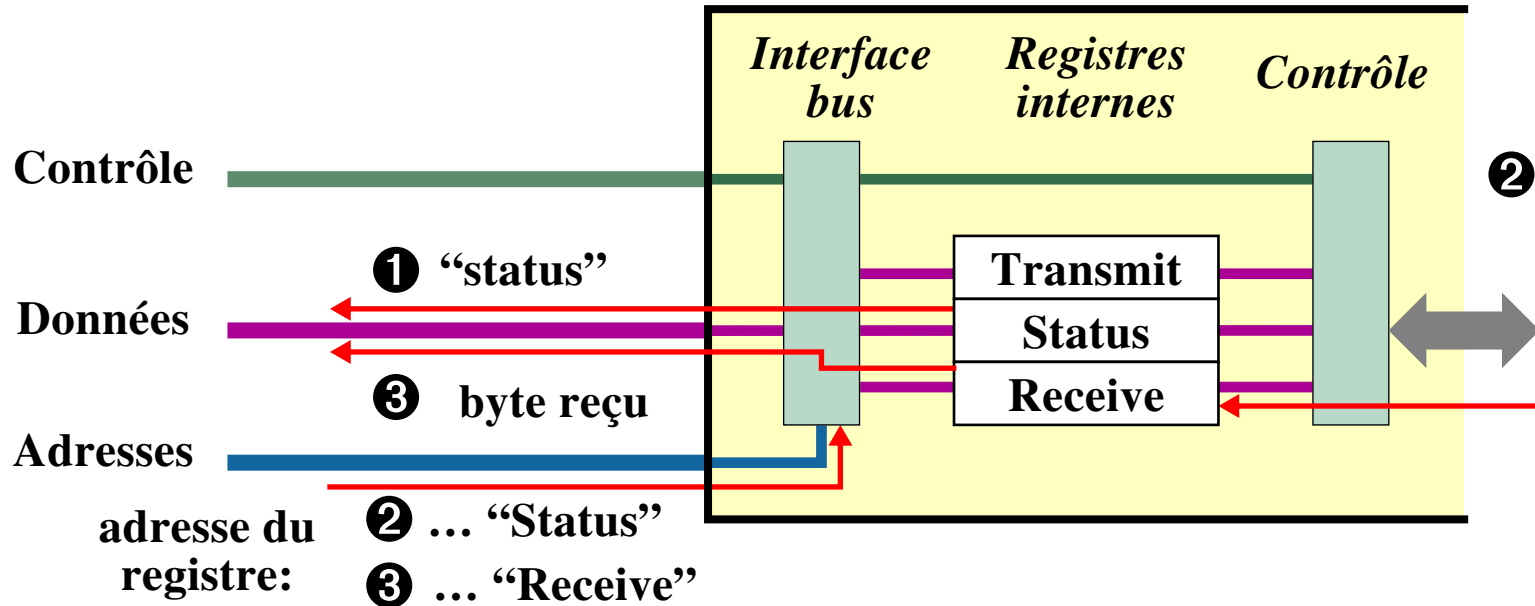 Interface
bus
Registres
internes
Contrôle
Contrôle
❷
❶ “status”
Transmit
Données
Status
❸ byte reçu
Receive
Adresses
adresse du
registre:
❷ … “Status”
❸ … “Receive”